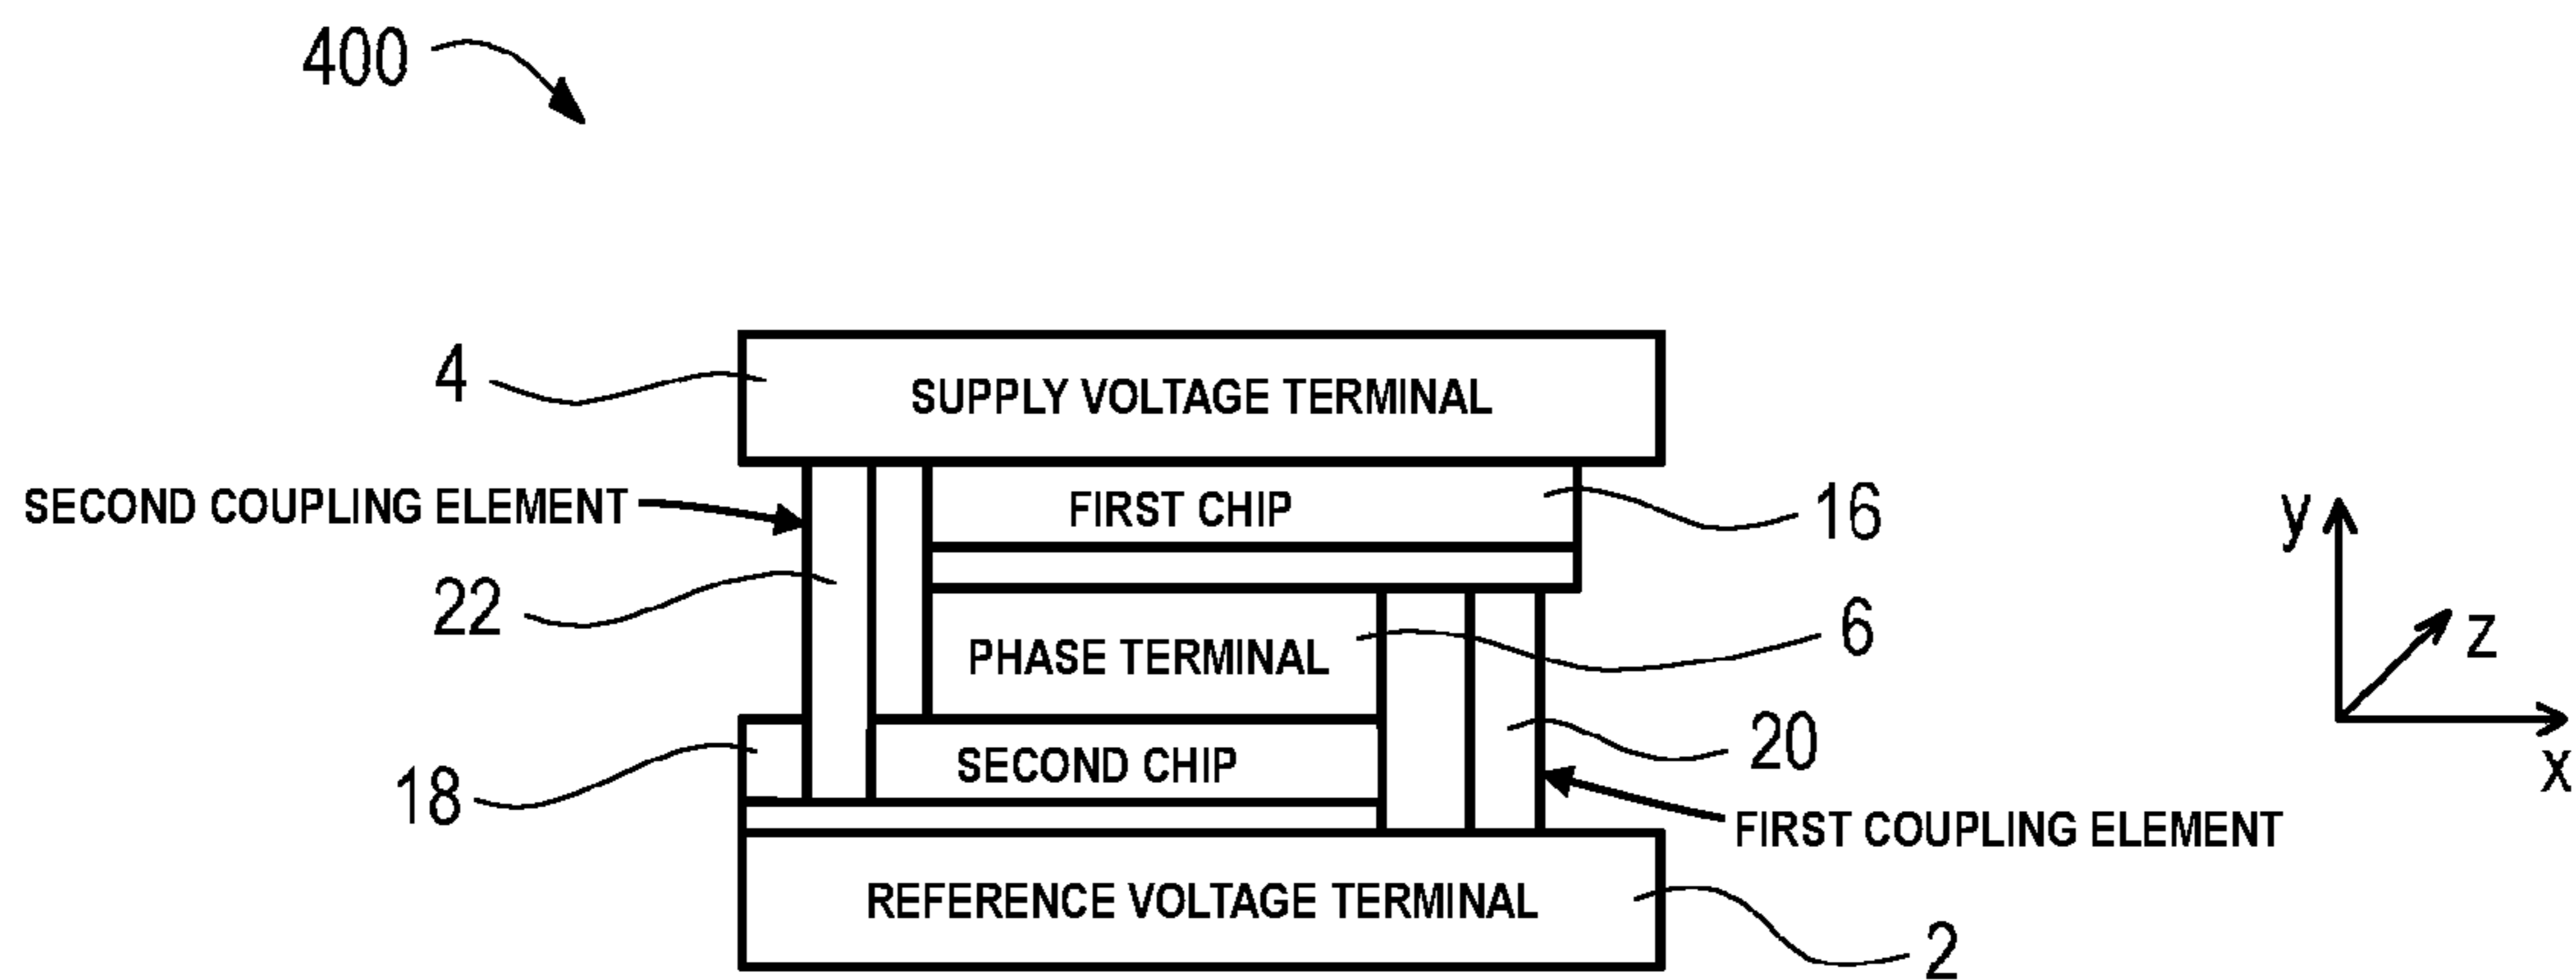 400
4
SUPPLY VOLTAGE TERMINAL
SECOND COUPLING ELEMENT
FIRST CHIP
16
y
22
PHASE TERMINAL
6
z
18
SECOND CHIP
20
x
FIRST COUPLING ELEMENT
REFERENCE VOLTAGE TERMINAL
2